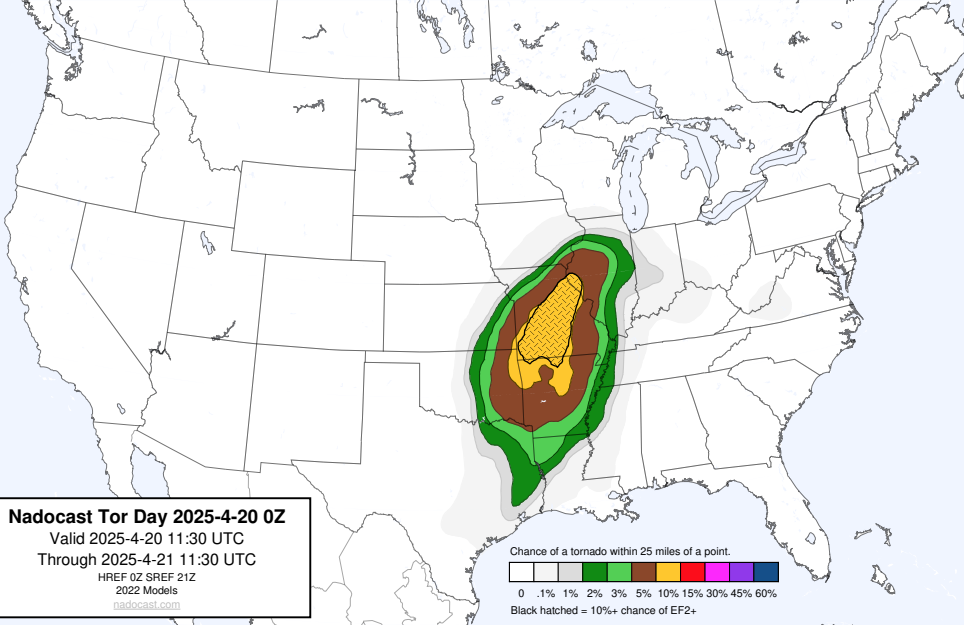 Nadocast Tor Day 2025-4-20 0Z
Valid 2025-4-20 11:30 UTC
Through 2025-4-21 11:30 UTC
HREF 0Z SREF 21Z
2022 Models
nadocast.com
Chance of a tornado within 25 miles of a point.
0 .1% 1% 2% 3% 5% 10% 15% 30% 45% 60%
Black hatched = 10%+ chance of EF2+